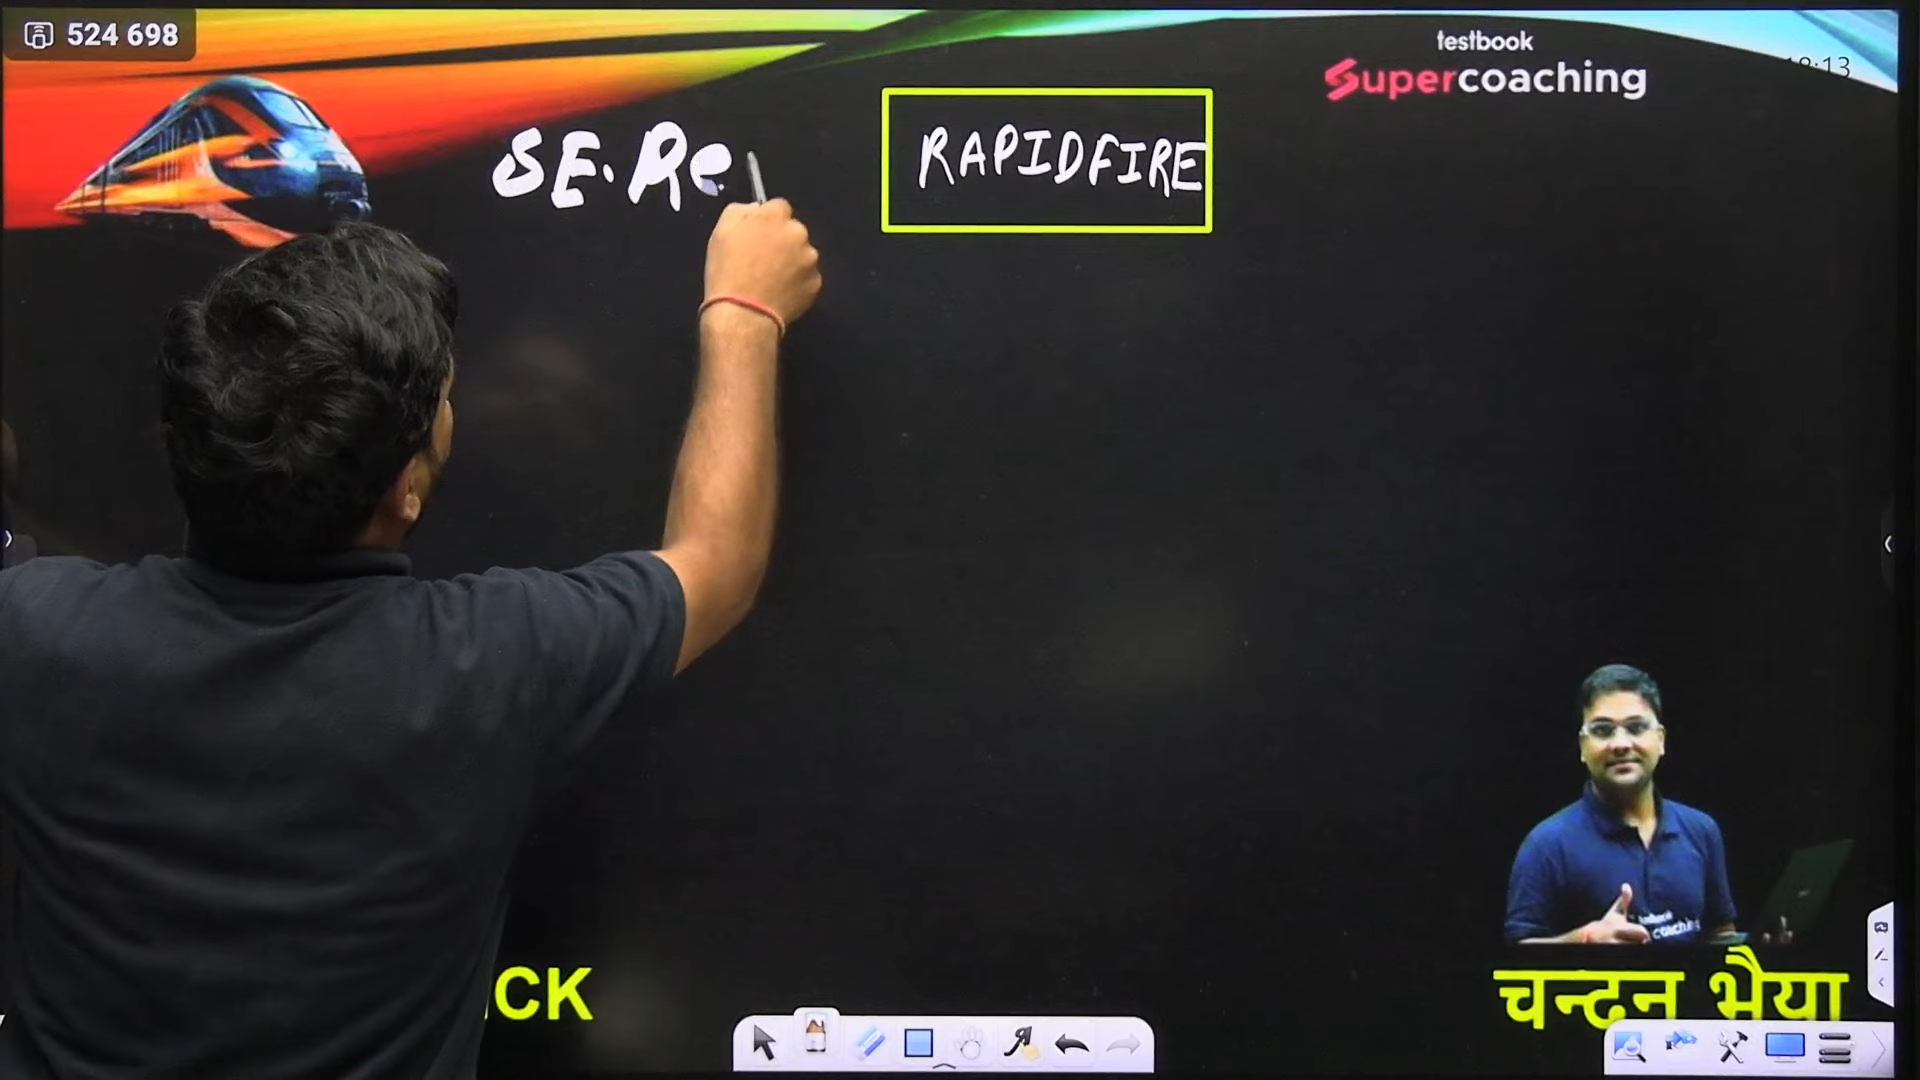 524 698
testbook
Supercoaching
SE. Re
RAPIDFIRE
CK
चन्दन भैया